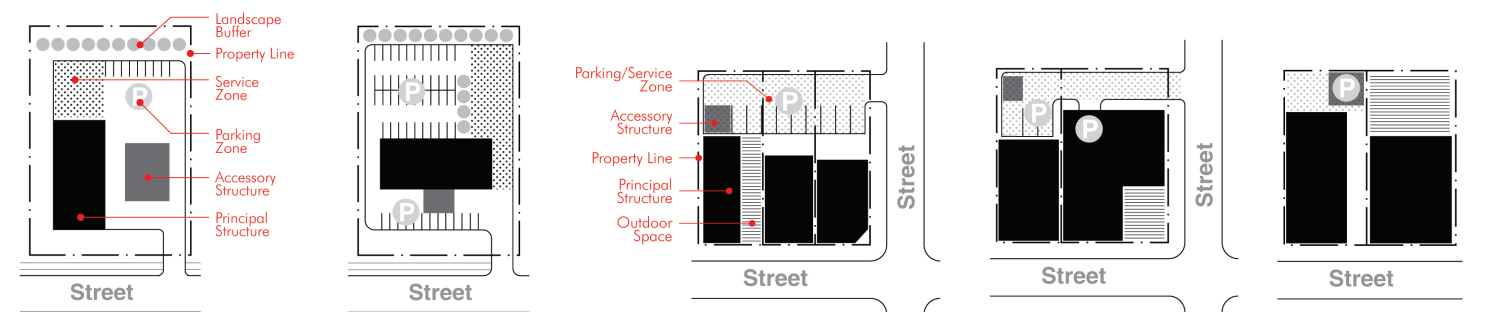 Landscape
Buffer
Property Line
Service
Zone
P
Parking
Zone
Accessory
Structure
Principal
Structure
Street
P
P
Street
Parking/Service
Zone
Accessory
Structure
Property Line
Principal
Structure
Outdoor
Space
P
Street
Street
P
P
Street
Street
P
Street